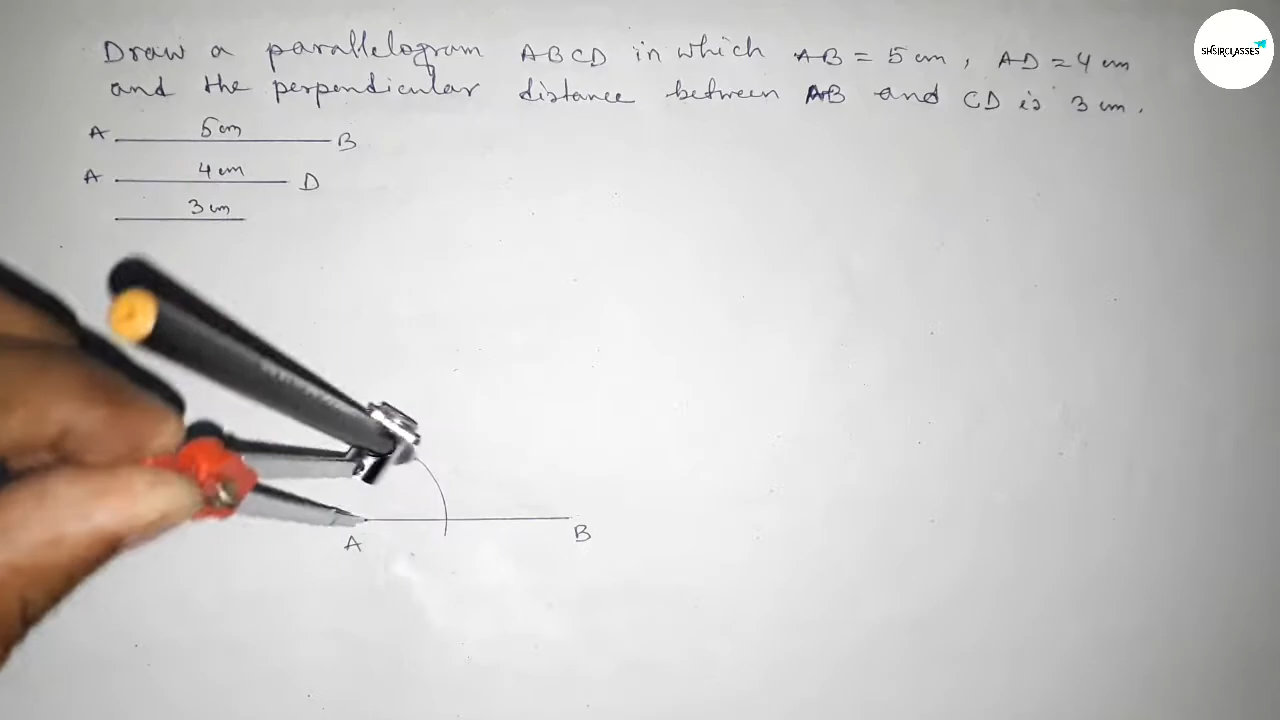 Draw a parallelogram ABCD in which AB = 5 cm, AD = 4 cm
and the perpendicular distance between AB and CD is 3 cm.
A 5 cm B
A 4 cm D
3 cm
A B
SHSIRCLASSES